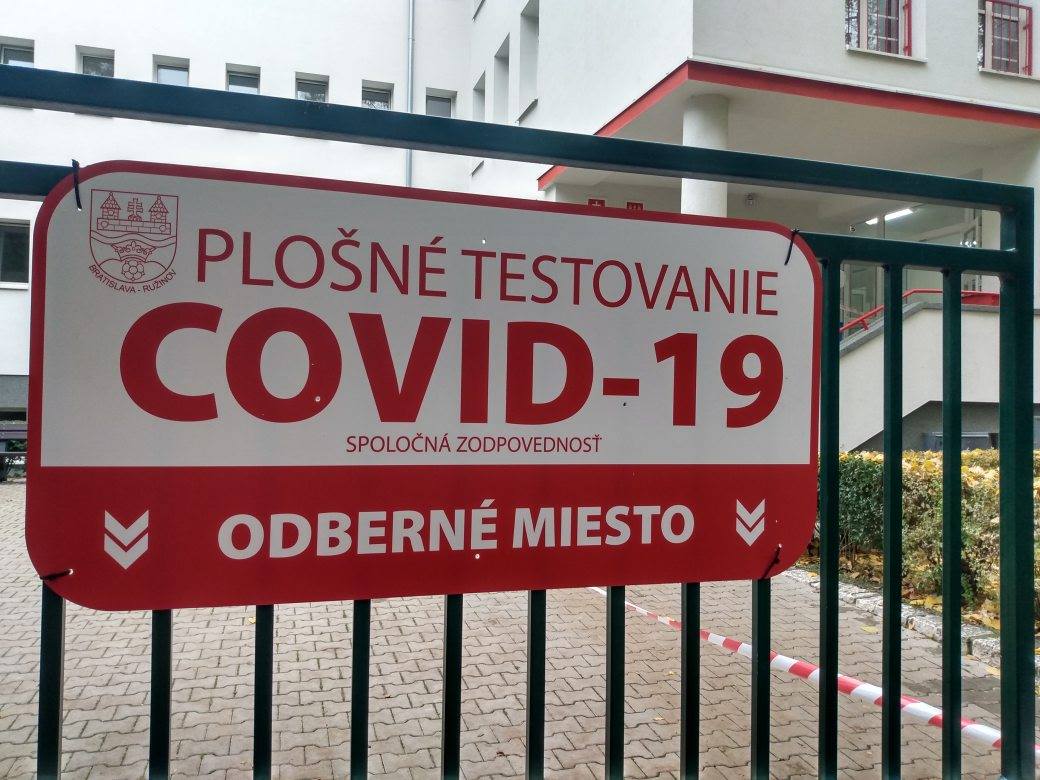 BRATISLAVA - RUŽINOV
PLOŠNÉ TESTOVANIE
COVID-19
SPOLOČNÁ ZODPOVEDNOSŤ
ODBERNÉ MIESTO